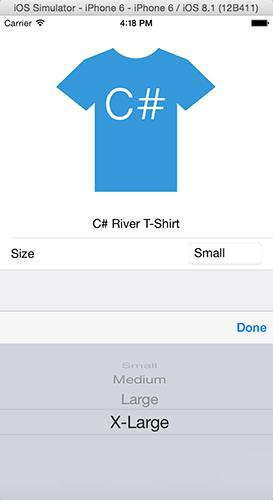 iOS Simulator - iPhone 6 - iPhone 6 / iOS 8.1 (12B411)
Carrier 4:18 PM
C#
C# River T-Shirt
Size Small
Done
Small
Medium
Large
X-Large